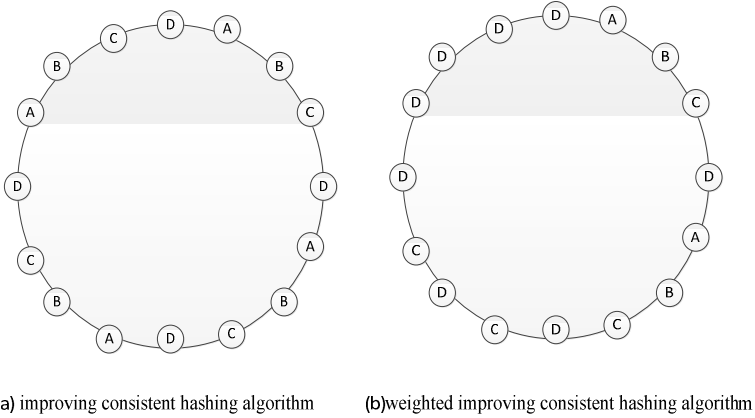 C D A
B B
A C
D D
C A
B B
A D C
a) improving consistent hashing algorithm
D D A
D B
D C
D D
C A
D B
C D C
(b)weighted improving consistent hashing algorithm